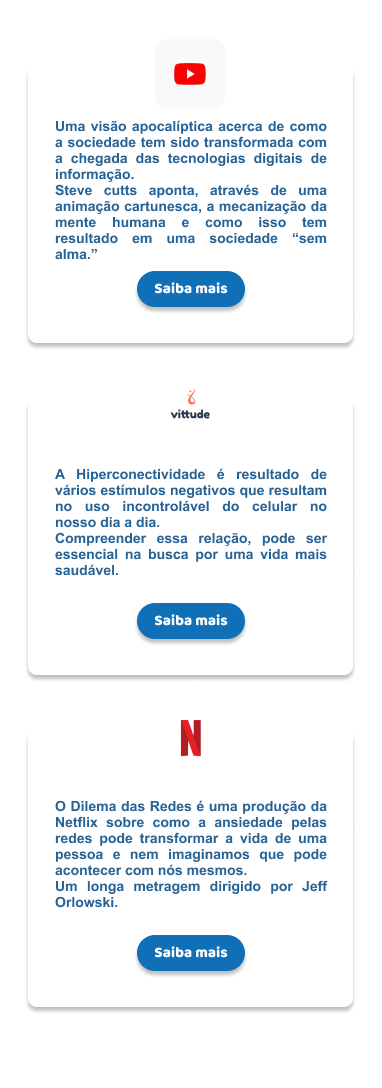 Uma visão apocalíptica acerca de como
a sociedade tem sido transformada com
a chegada das tecnologias digitais de
informação.
Steve cutts aponta, através de uma
animação cartunesca, a mecanização da
mente humana e como isso tem
resultado em uma sociedade “sem
alma.”
Saiba mais
vittude
A Hiperconectividade é resultado de
vários estímulos negativos que resultam
no uso incontrolável do celular no
nosso dia a dia.
Compreender essa relação, pode ser
essencial na busca por uma vida mais
saudável.
Saiba mais
N
O Dilema das Redes é uma produção da
Netflix sobre como a ansiedade pelas
redes pode transformar a vida de uma
pessoa e nem imaginamos que pode
acontecer com nós mesmos.
Um longa metragem dirigido por Jeff
Orlowski.
Saiba mais